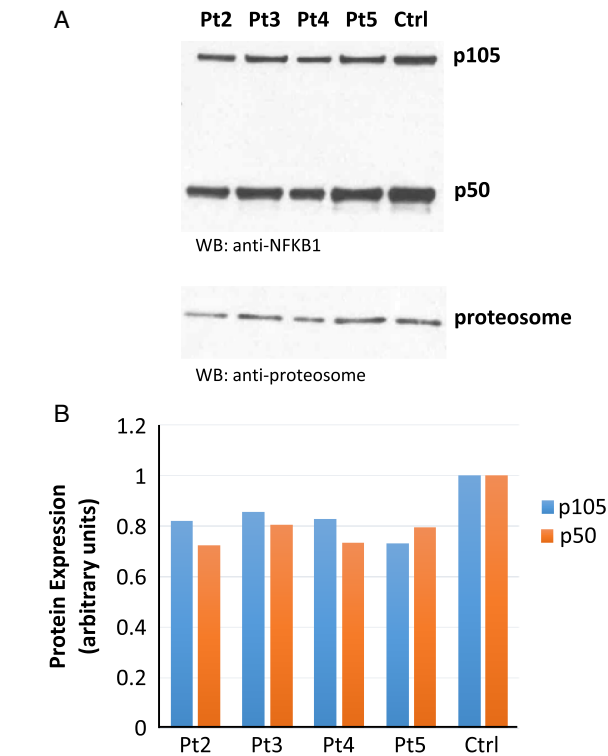 A
Pt2 Pt3 Pt4 Pt5 Ctrl
p105
p50
WB: anti-NFKB1
proteosome
WB: anti-proteosome
B
Protein Expression
(arbitrary units)
1.2
1
0.8
0.6
0.4
0.2
0
Pt2 Pt3 Pt4 Pt5 Ctrl
p105
p50